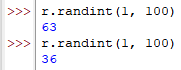 >>> r.randint(1, 100)
63
>>> r.randint(1, 100)
36